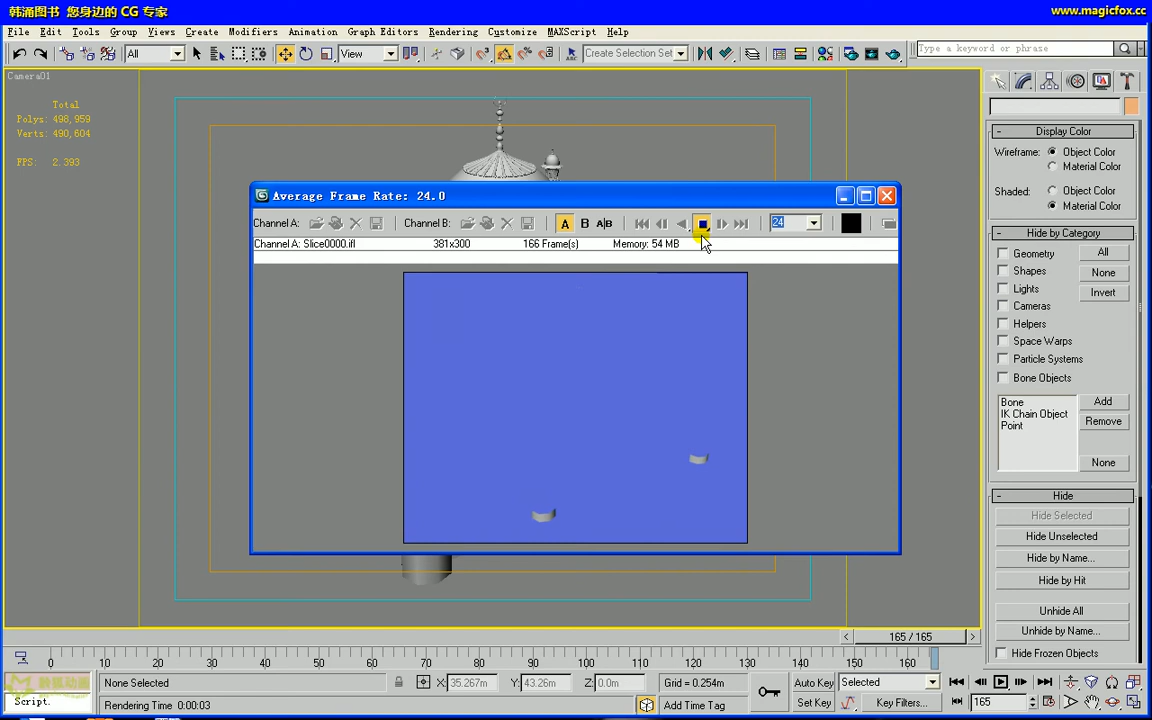 韩涌图书 您身边的 CG 专家
www.magicfox.cc
File Edit Tools Group Views Create Modifiers Animation Graph Editors Rendering Customize MAXScript Help
All View Create Selection Set Type a keyword or phrase
Camera01
Total
Polys: 498,959
Verts: 490,604
FPS: 2.393
Average Frame Rate: 24.0
Channel A: Channel B: A B A|B 24
Channel A: Slice0000.ifl 381x300 166 Frame(s) Memory: 54 MB
Display Color
Wireframe: Object Color
Material Color
Shaded: Object Color
Material Color
Hide by Category
Geometry All
Shapes None
Lights Invert
Cameras
Helpers
Space Warps
Particle Systems
Bone Objects
Bone
IK Chain Object
Point
Add
Remove
None
Hide
Hide Selected
Hide Unselected
Hide by Name...
Hide by Hit
Unhide All
Unhide by Name...
Hide Frozen Objects
165 / 165
0 10 20 30 40 50 60 70 80 90 100 110 120 130 140 150 160
None Selected X: 35.267m Y: 43.26m Z: 0.0m Grid = 0.254m Auto Key Selected
Script. Rendering Time 0:00:03 Add Time Tag Set Key Key Filters... 165